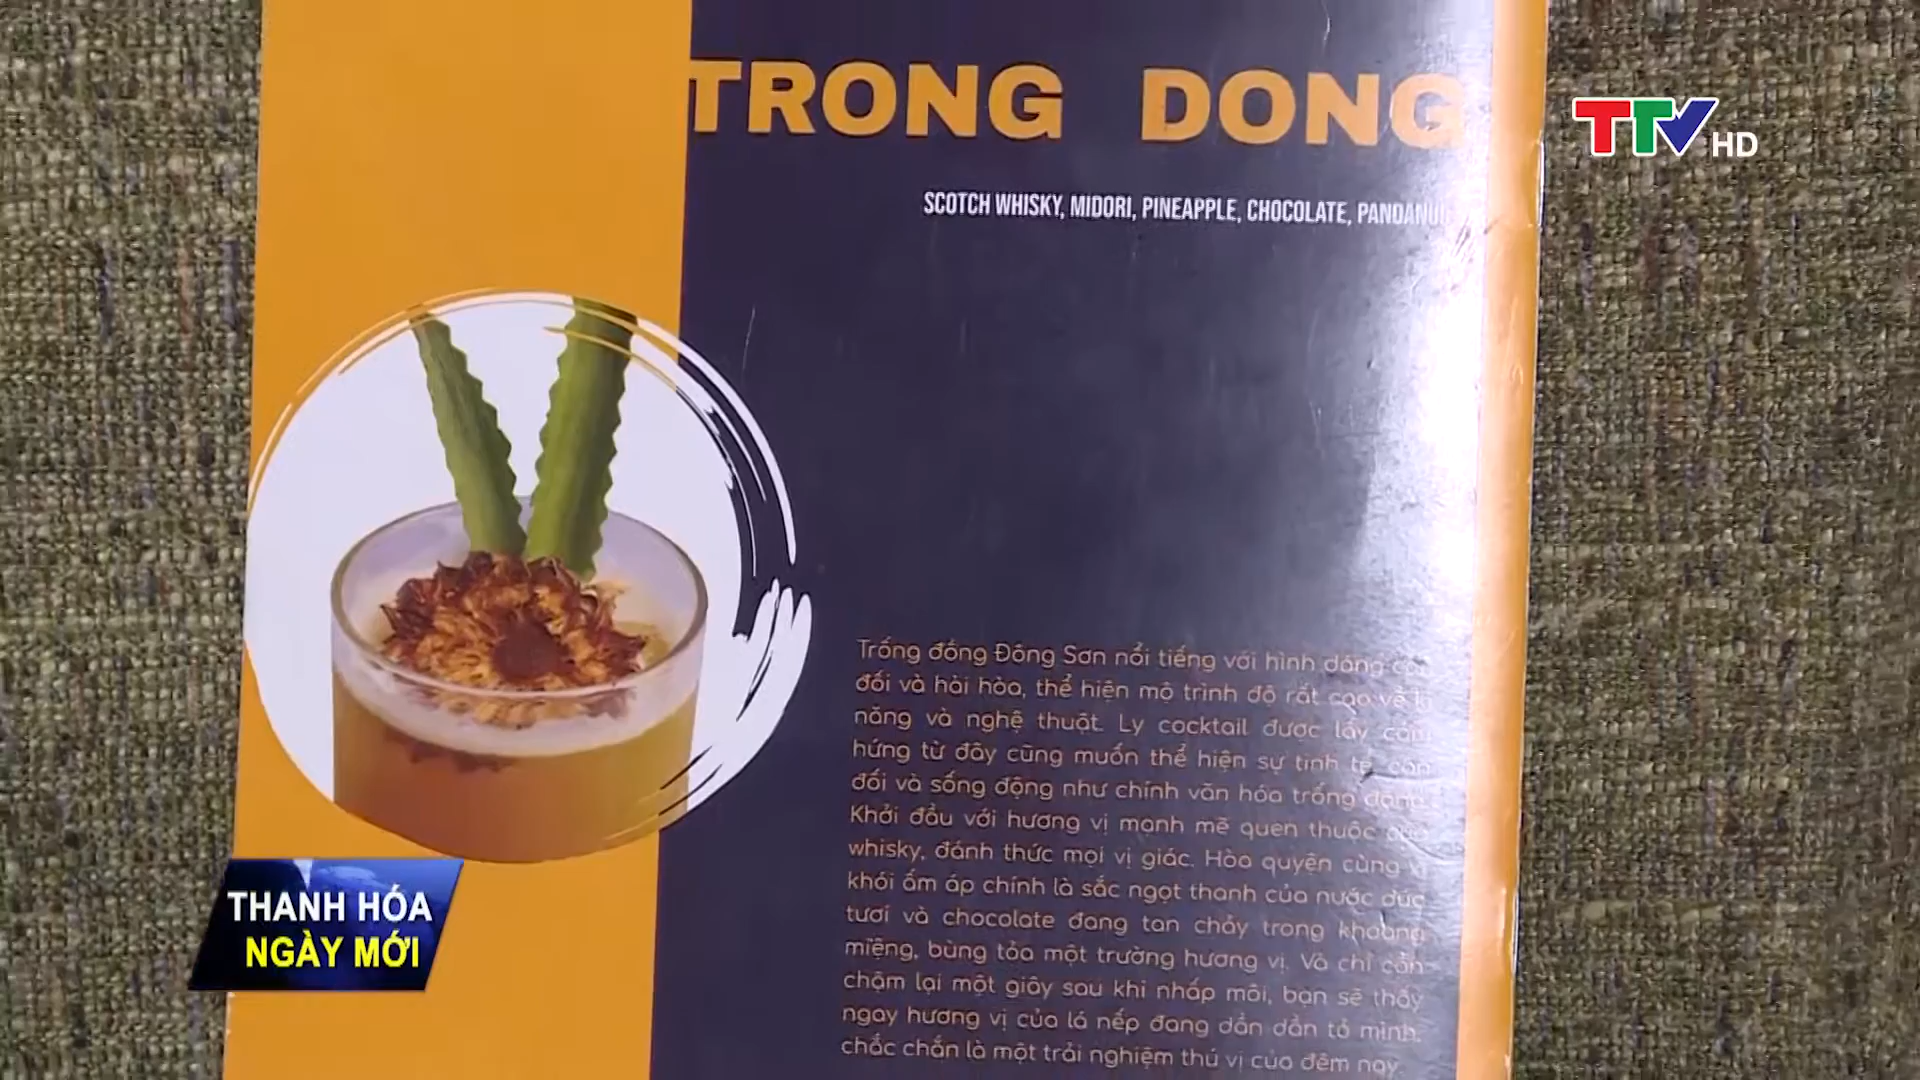 TRONG DONG
TTV HD
SCOTCH WHISKY, MIDORI, PINEAPPLE, CHOCOLATE,
Trống đồng Đông Sơn nổi tiếng với hình dáng
đối và hài hòa, thể hiện mộ trình độ rất cao về
năng và nghệ thuật. Ly cocktail được lấy cảm
hứng từ đây cũng muốn thể hiện sự tinh tế, cân
đối và sống động như chính văn hóa trống đồng.
Khởi đầu với hương vị mạnh mẽ quen thuộc của
whisky, đánh thức mọi vị giác. Hòa quyện cùng vị
khói ấm áp chính là sắc ngọt thanh của nước dúc
tươi và chocolate đang tan chảy trong khoang
miệng, bùng tỏa một trường hương vị. Và chỉ cần
chậm lại một giây sau khi nhấp môi, bạn sẽ thấy
ngay hương vị của lá nếp đang dần dần tỏ mình,
chắc chắn là một trải nghiệm thú vị của đêm nay.
THANH HÓA
NGÀY MỚI